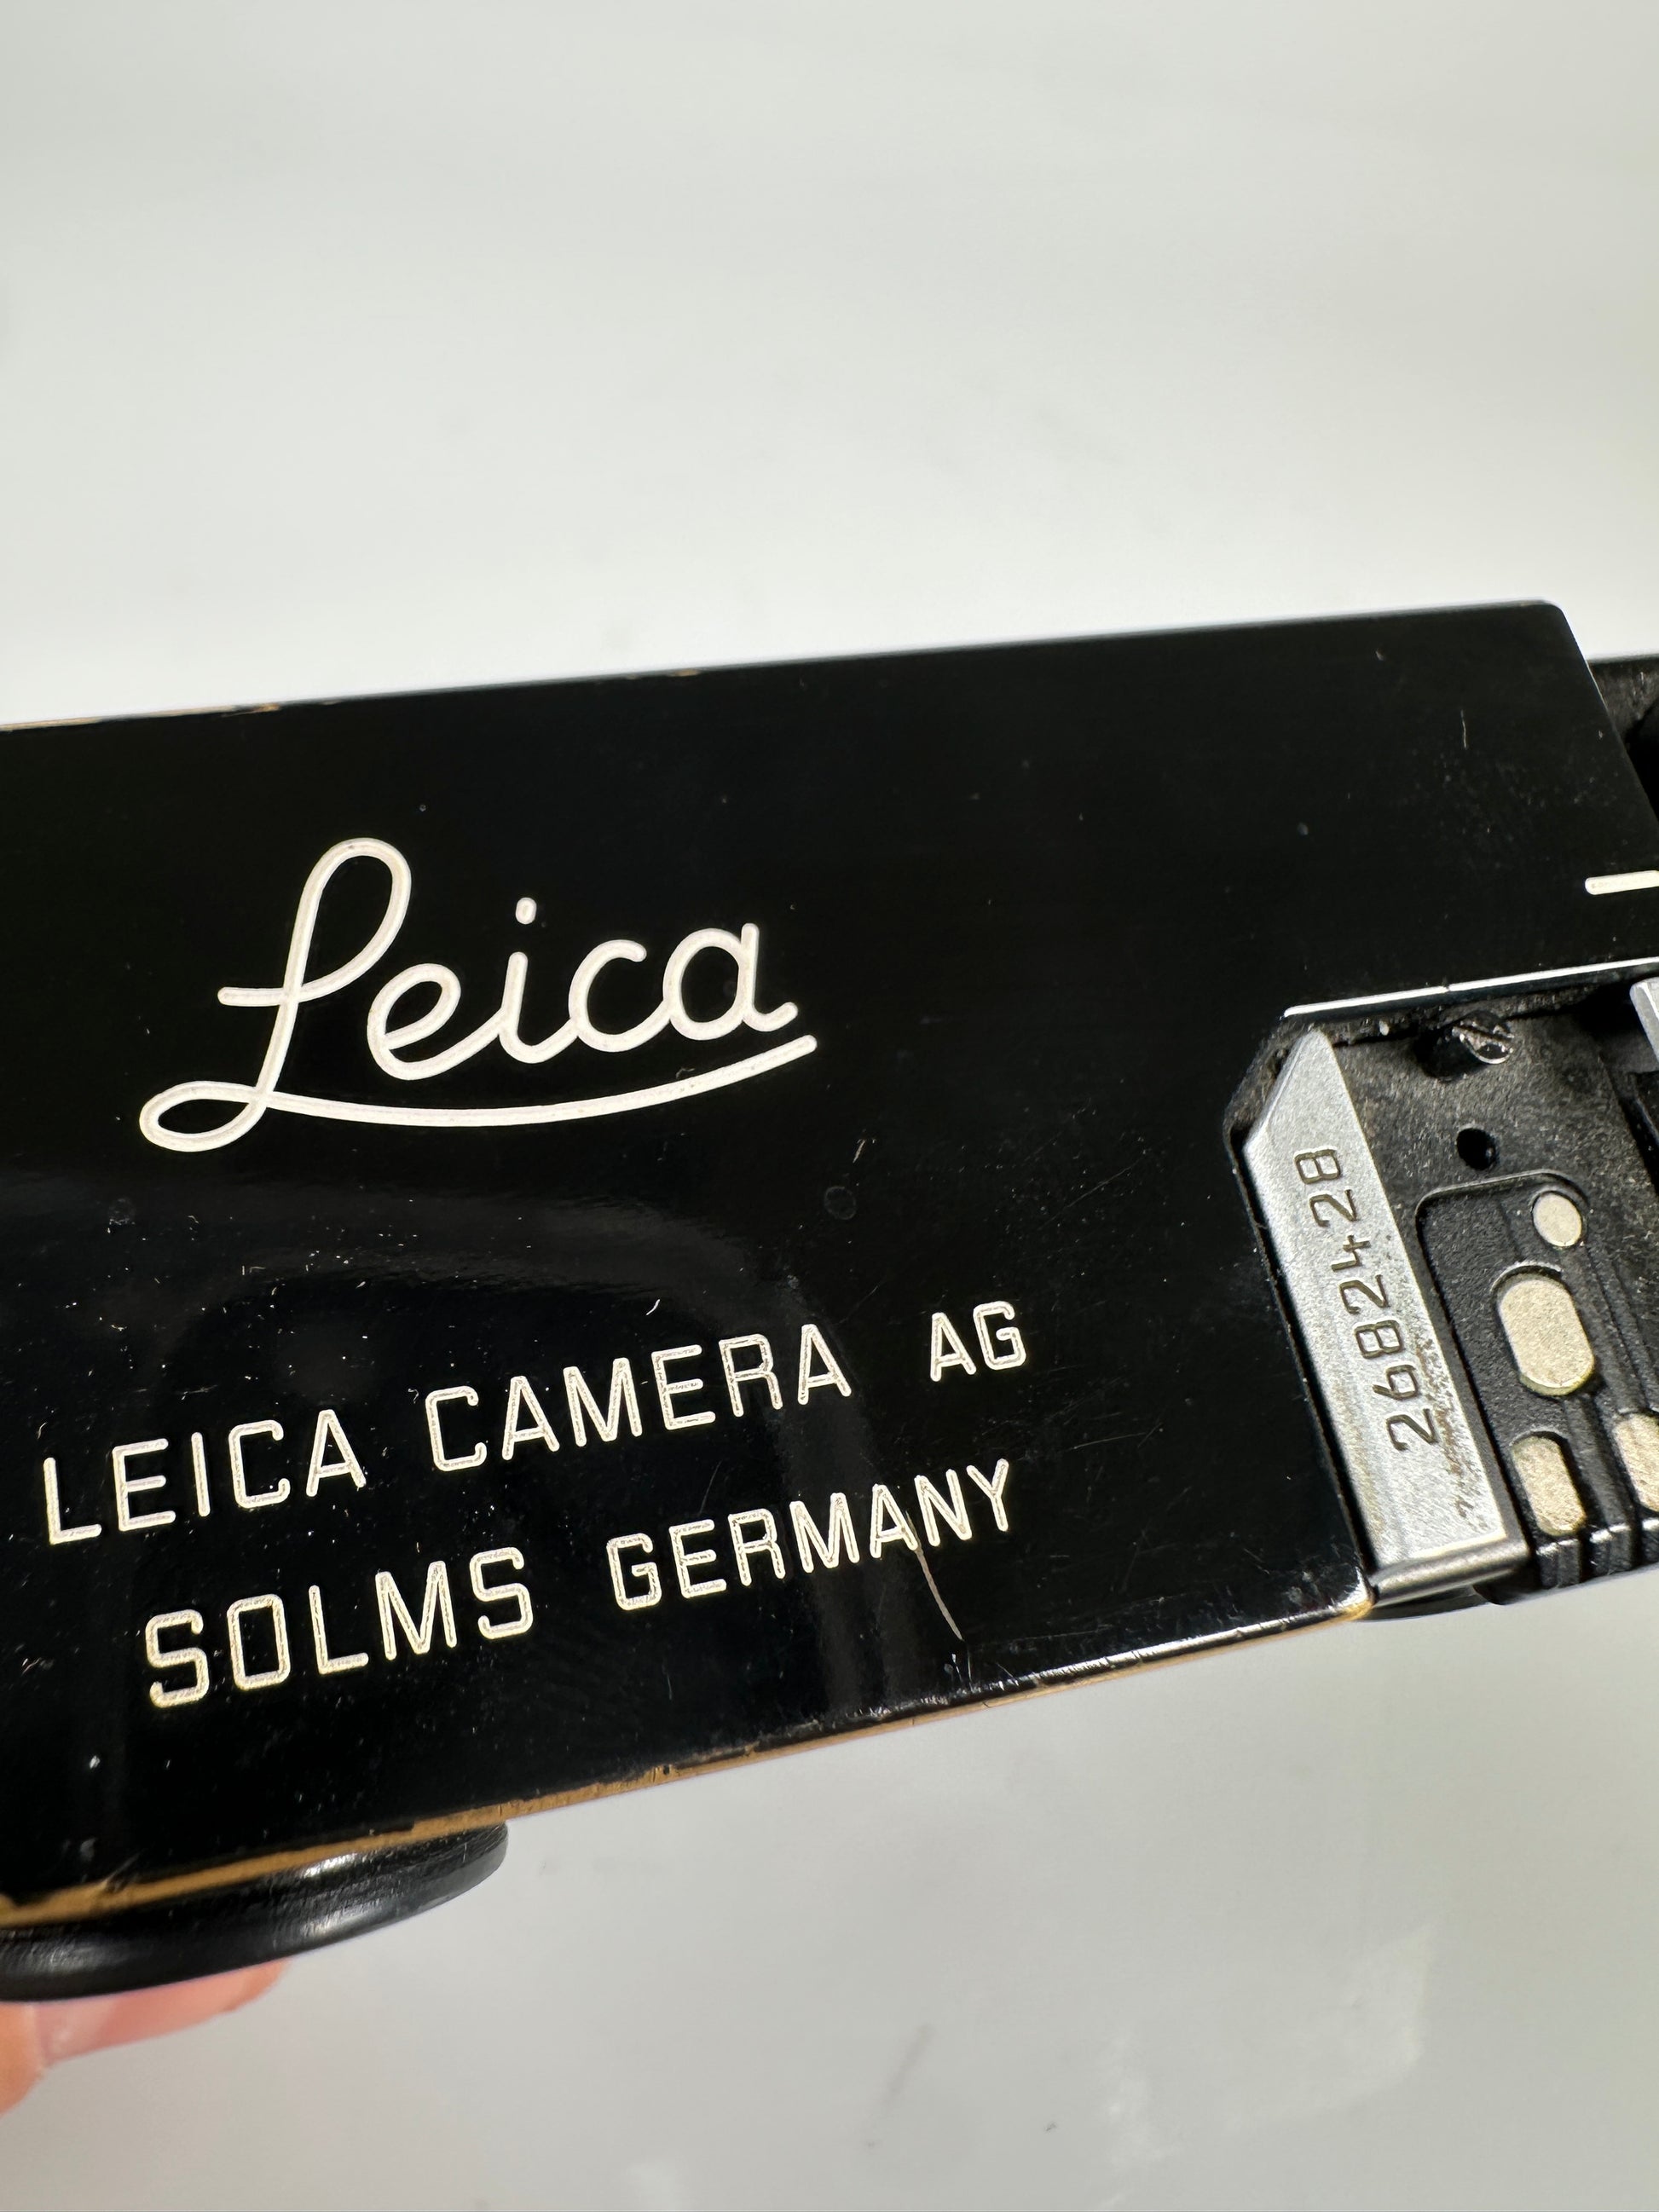 Leica
LEICA CAMERA AG
SOLMS GERMANY
2682428